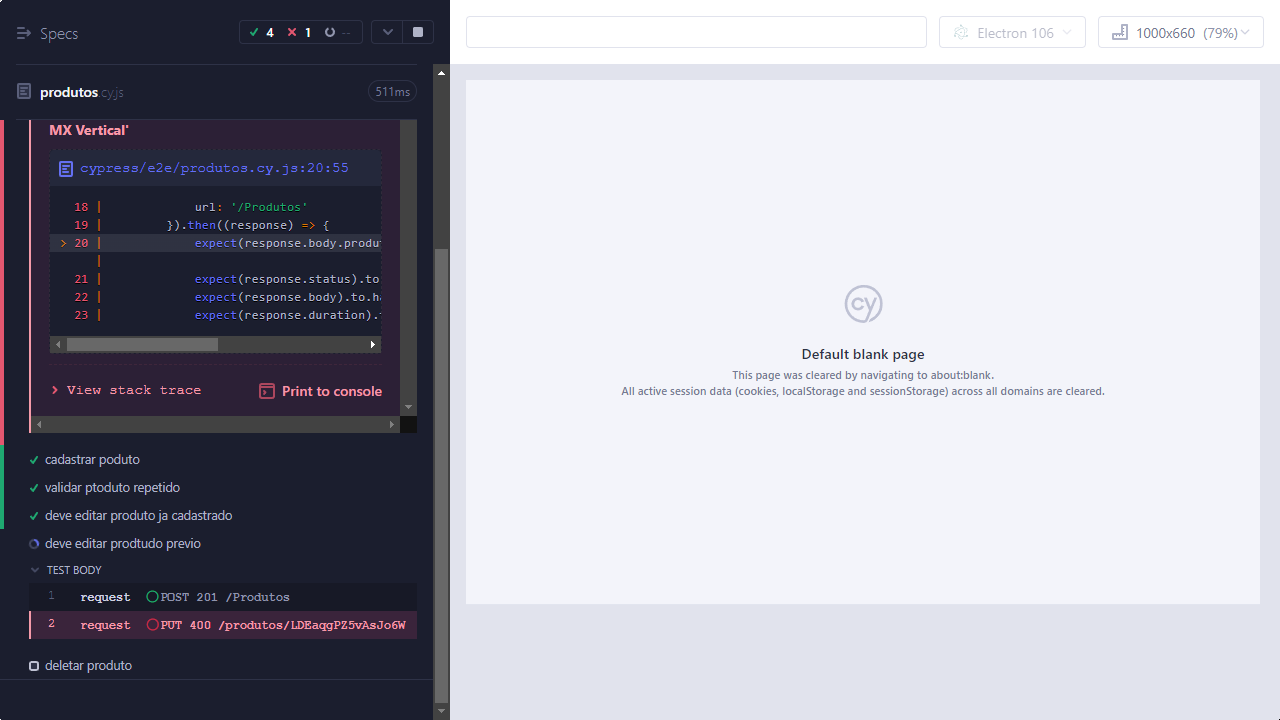 Specs
4
1
--
Electron 106
1000x660 (79%)
produtos.cy.js
511ms
MX Vertical'
cypress/e2e/produtos.cy.js:20:55
18 | url: '/Produtos'
19 | }).then((response) => {
> 20 | expect(response.body.produt
|
21 | expect(response.status).to
22 | expect(response.body).to.ha
23 | expect(response.duration).t
View stack trace
Print to console
cadastrar poduto
validar ptoduto repetido
deve editar produto ja cadastrado
deve editar prodtudo previo
TEST BODY
1 request POST 201 /Produtos
2 request PUT 400 /produtos/LDEaqgPZ5vAsJo6W
deletar produto
cy
Default blank page
This page was cleared by navigating to about:blank.
All active session data (cookies, localStorage and sessionStorage) across all domains are cleared.